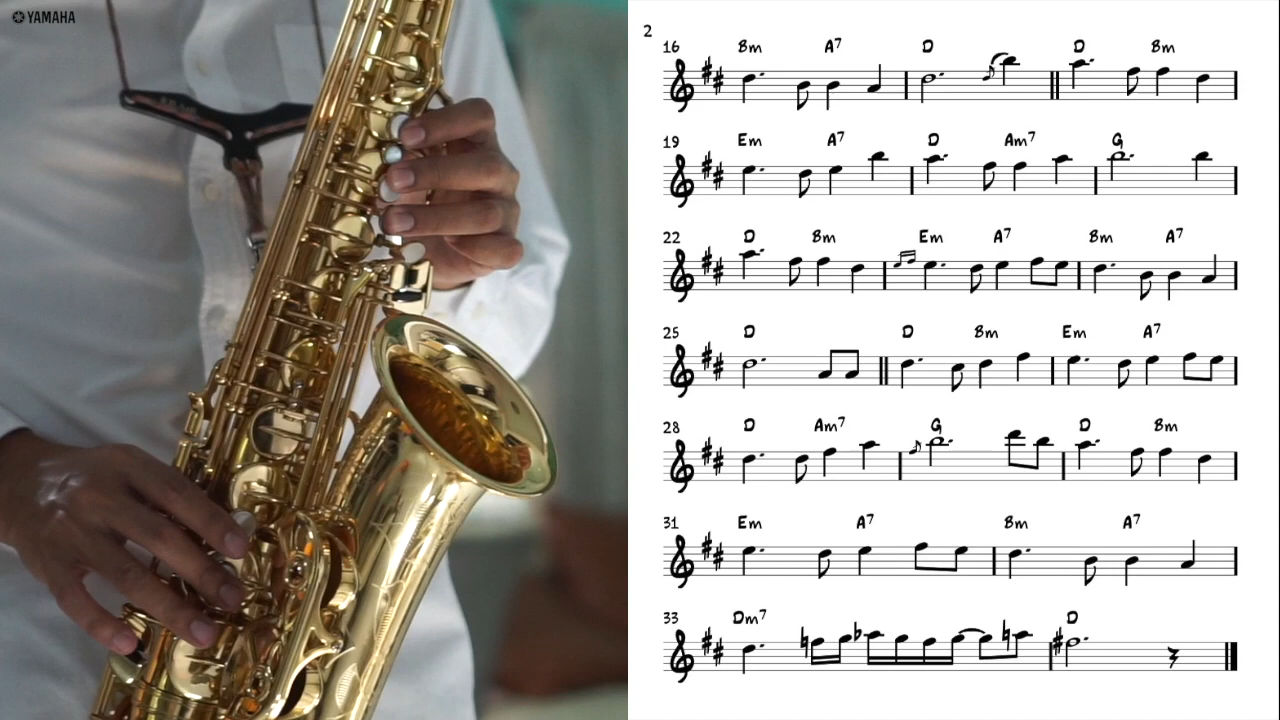 YAMAHA
2
16 Bm A7 D D Bm
19 Em A7 D Am7 G
22 D Bm Em A7 Bm A7
25 D D Bm Em A7
28 D Am7 G D Bm
31 Em A7 Bm A7
33 Dm7 D